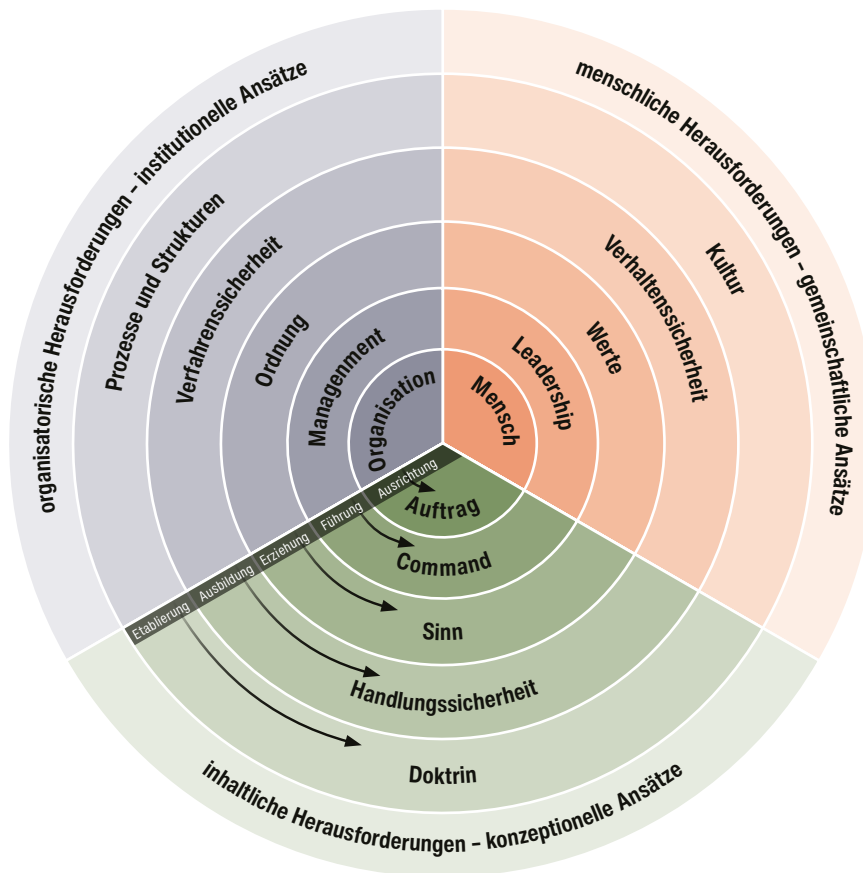 organisatorische Herausforderungen – institutionelle Ansätze
Prozesse und Strukturen
Verfahrenssicherheit
Ordnung
Managenment
Organisation
menschliche Herausforderungen – gemeinschaftliche Ansätze
Kultur
Verhaltenssicherheit
Werte
Leadership
Mensch
Etablierung
Ausbildung
Erziehung
Führung
Ausrichtung
Auftrag
Command
Sinn
Handlungssicherheit
Doktrin
inhaltliche Herausforderungen – konzeptionelle Ansätze